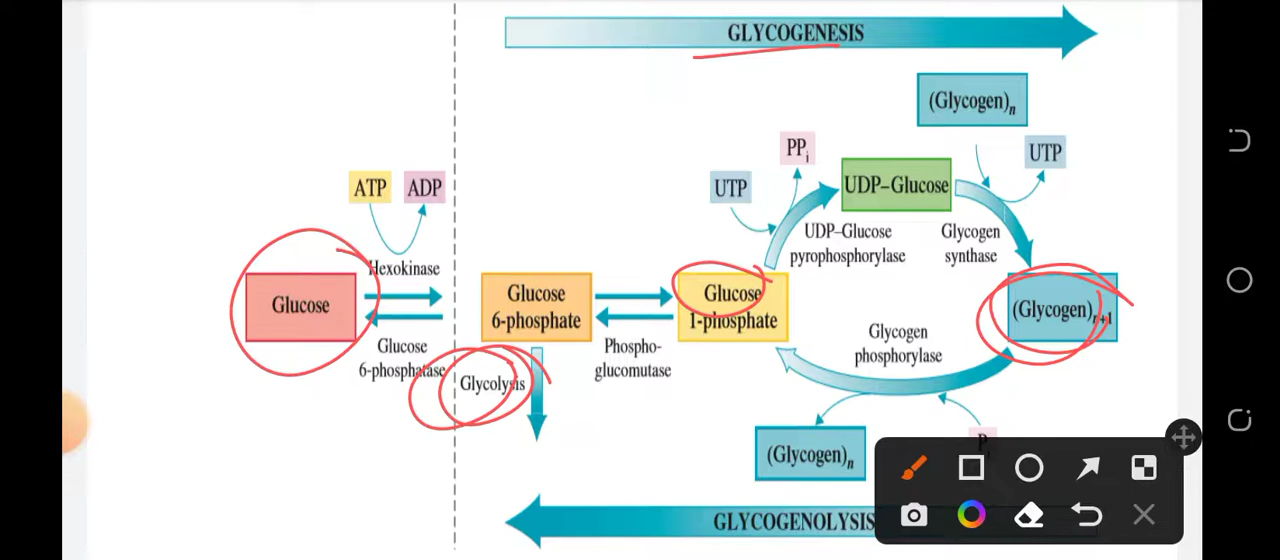 GLYCOGENESIS
(Glycogen)n
PPi
UTP
UTP
UDP–Glucose
ATP
ADP
UDP–Glucose
pyrophosphorylase
Glycogen
synthase
Hexokinase
Glucose
Glucose
6-phosphate
Glucose
1-phosphate
(Glycogen)n+1
Glucose
6-phosphatase
Glycolysis
Phospho-
glucomutase
Glycogen
phosphorylase
(Glycogen)n
Pi
GLYCOGENOLYSIS